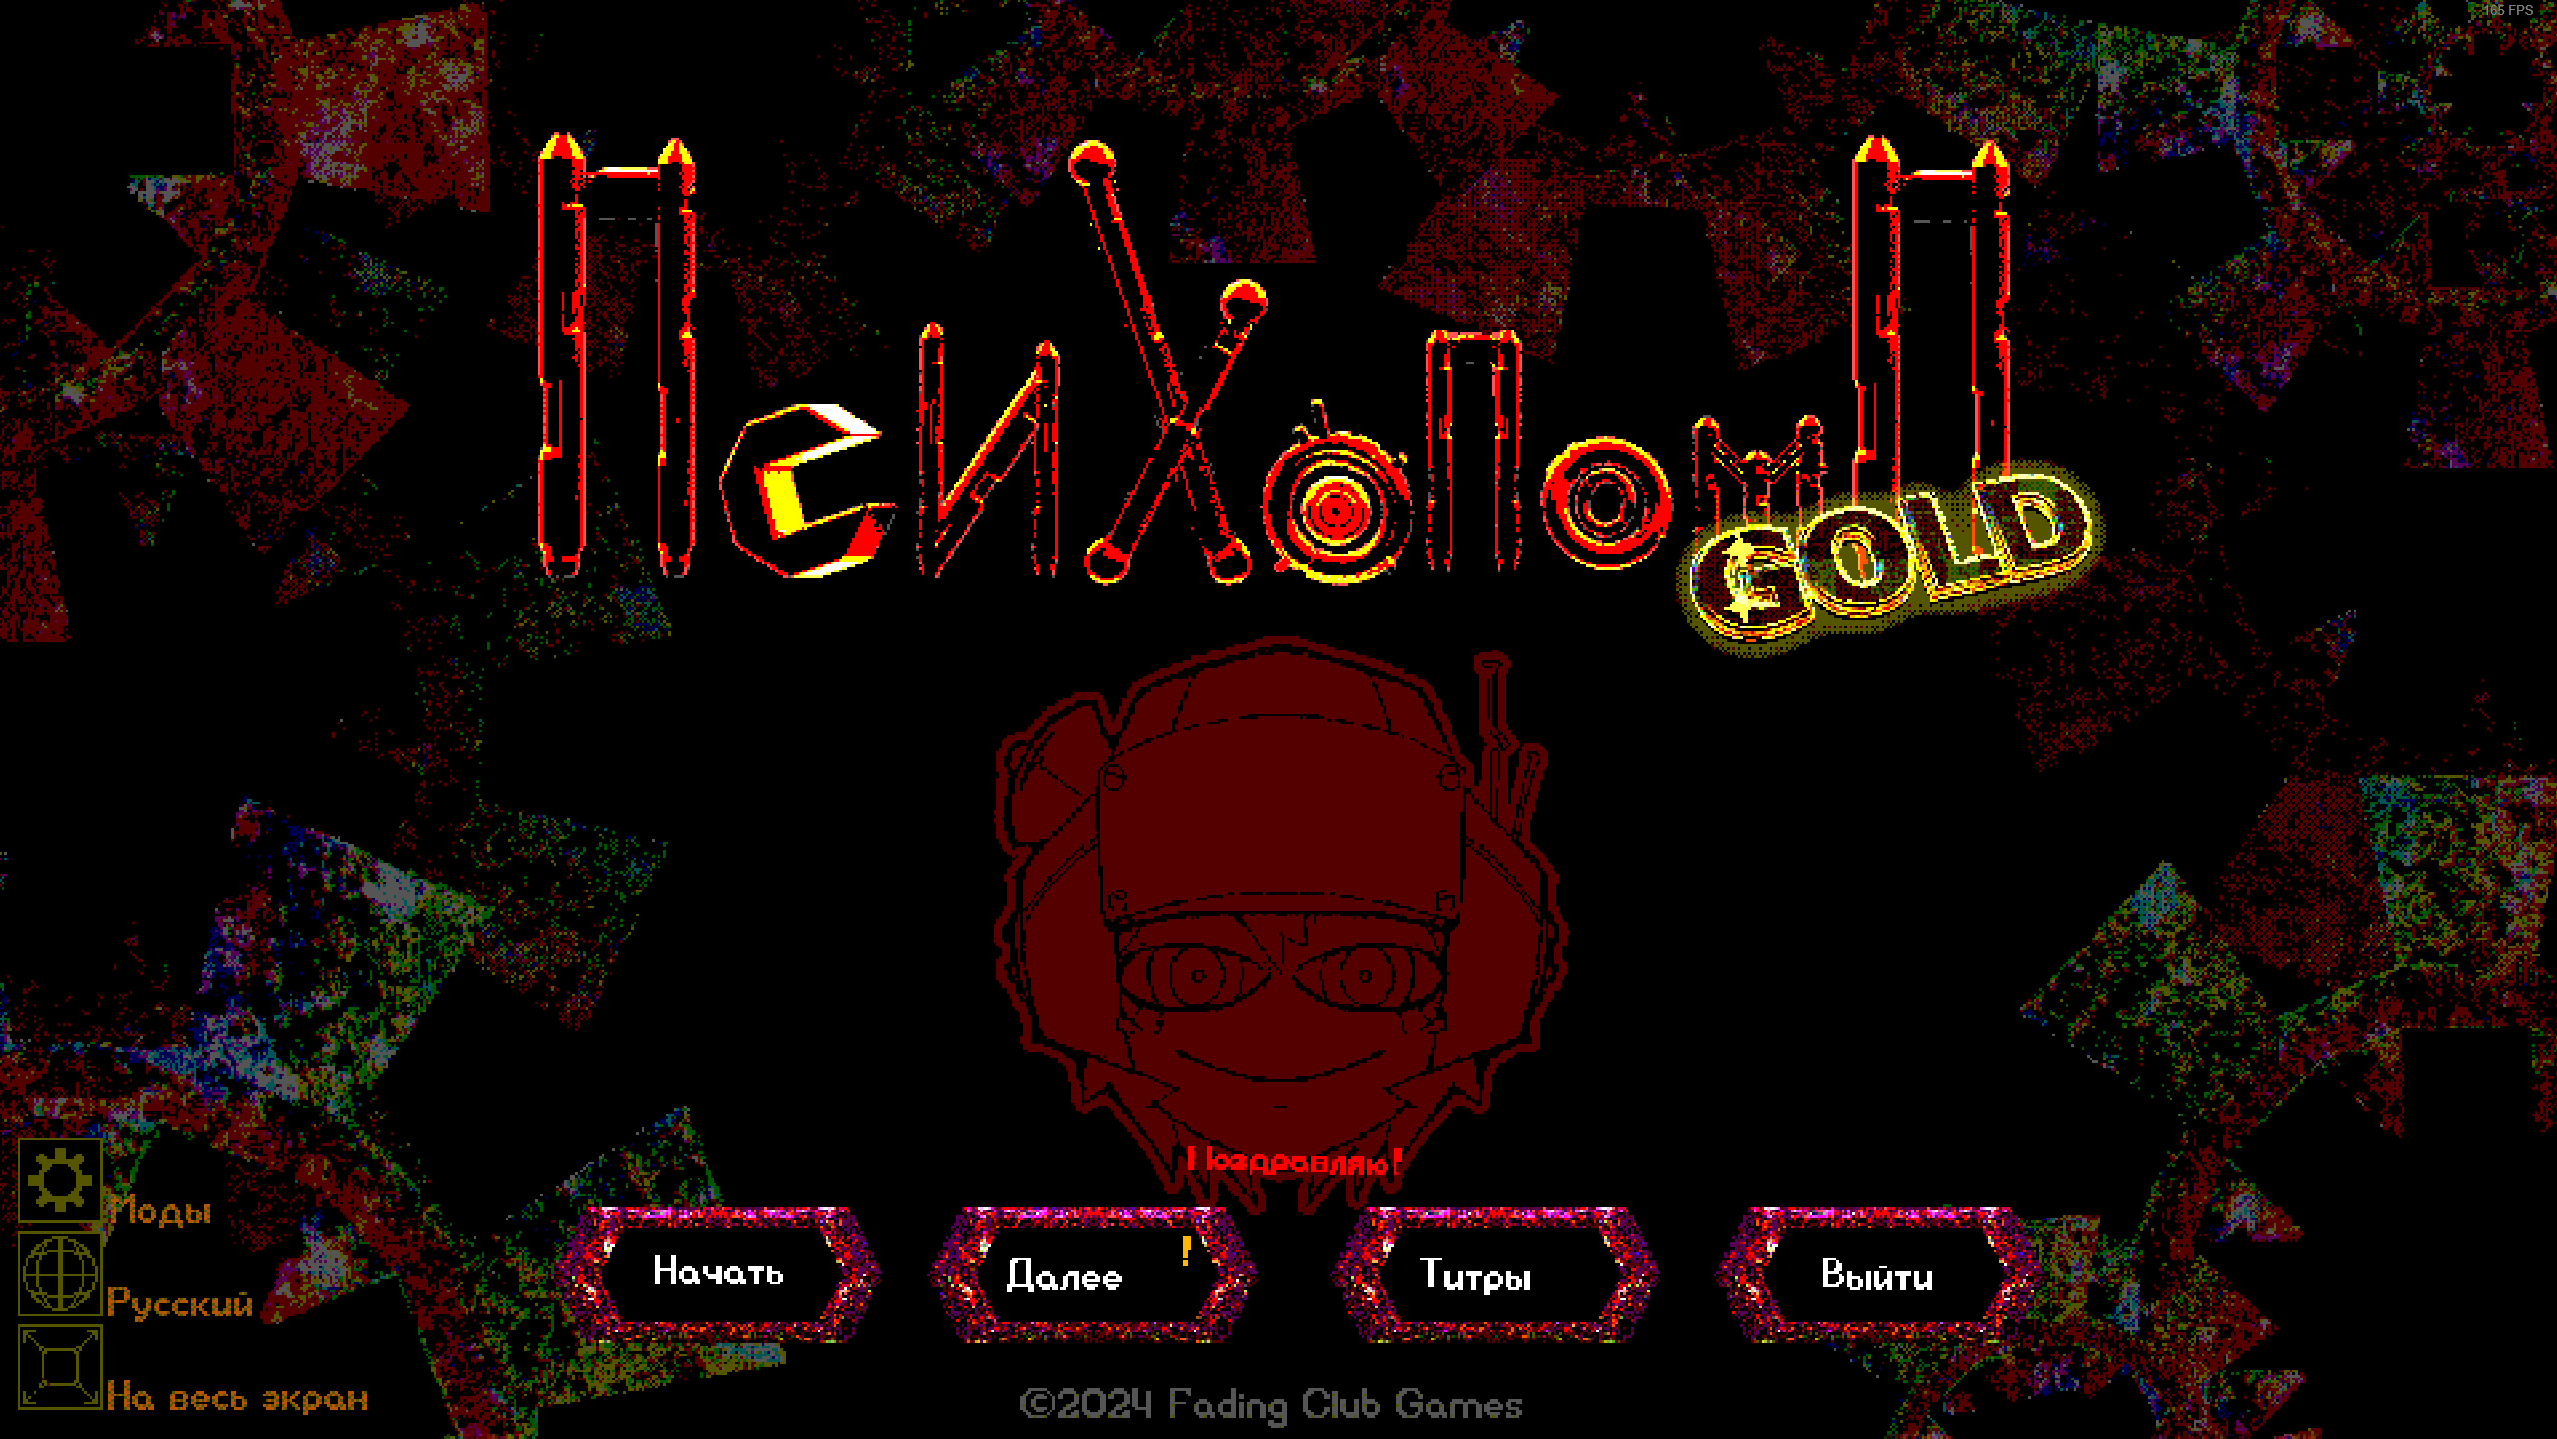 165 FPS
ПсиХопомП
GOLD
Поздравляю!
Начать
Далее !
Титры
Выйти
Моды
Русский
На весь экран
©2024 Fading Club Games